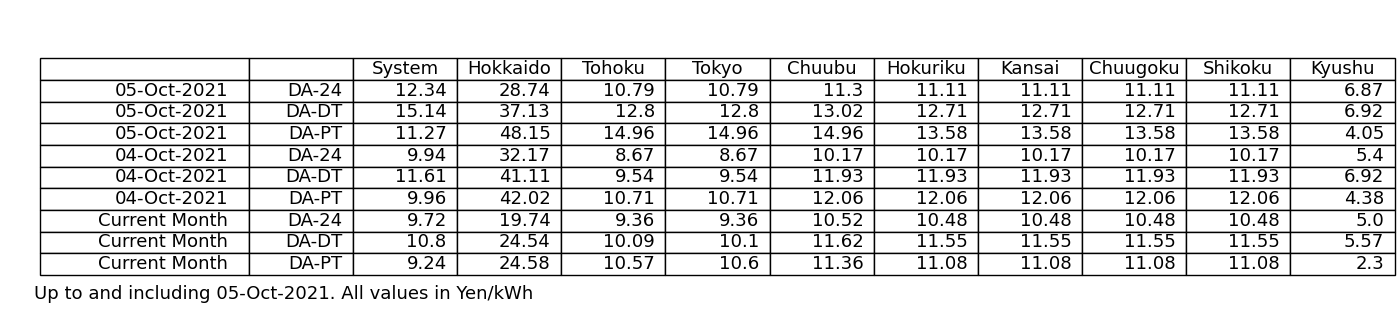 System Hokkaido Tohoku Tokyo Chuubu Hokuriku Kansai Chuugoku Shikoku Kyushu
05-Oct-2021 DA-24 12.34 28.74 10.79 10.79 11.3 11.11 11.11 11.11 11.11 6.87
05-Oct-2021 DA-DT 15.14 37.13 12.8 12.8 13.02 12.71 12.71 12.71 12.71 6.92
05-Oct-2021 DA-PT 11.27 48.15 14.96 14.96 14.96 13.58 13.58 13.58 13.58 4.05
04-Oct-2021 DA-24 9.94 32.17 8.67 8.67 10.17 10.17 10.17 10.17 10.17 5.4
04-Oct-2021 DA-DT 11.61 41.11 9.54 9.54 11.93 11.93 11.93 11.93 11.93 6.92
04-Oct-2021 DA-PT 9.96 42.02 10.71 10.71 12.06 12.06 12.06 12.06 12.06 4.38
Current Month DA-24 9.72 19.74 9.36 9.36 10.52 10.48 10.48 10.48 10.48 5.0
Current Month DA-DT 10.8 24.54 10.09 10.1 11.62 11.55 11.55 11.55 11.55 5.57
Current Month DA-PT 9.24 24.58 10.57 10.6 11.36 11.08 11.08 11.08 11.08 2.3
Up to and including 05-Oct-2021. All values in Yen/kWh